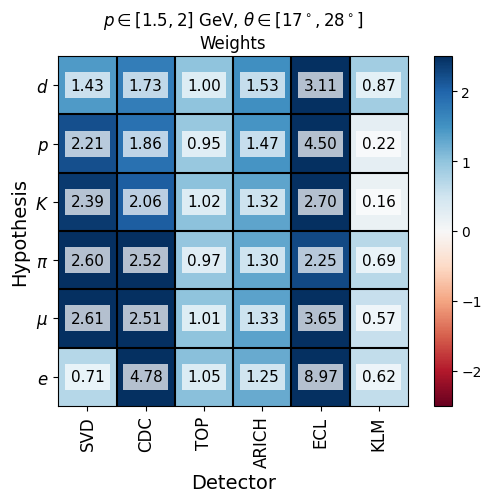 p ∈ [1.5, 2] GeV, θ ∈ [17°, 28°]
Weights
Hypothesis
d 1.43 1.73 1.00 1.53 3.11 0.87
p 2.21 1.86 0.95 1.47 4.50 0.22
K 2.39 2.06 1.02 1.32 2.70 0.16
π 2.60 2.52 0.97 1.30 2.25 0.69
μ 2.61 2.51 1.01 1.33 3.65 0.57
e 0.71 4.78 1.05 1.25 8.97 0.62
SVD CDC TOP ARICH ECL KLM
Detector
2
1
0
−1
−2